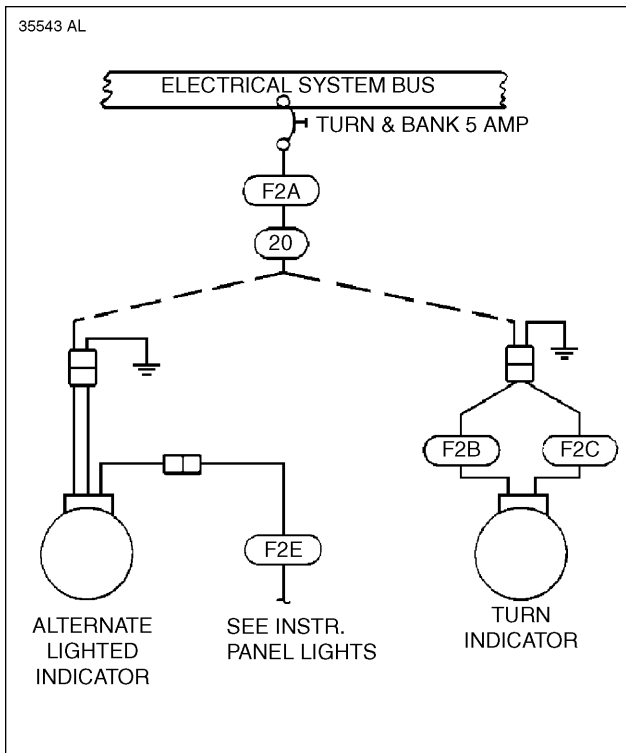 35543 AL
ELECTRICAL SYSTEM BUS
TURN & BANK 5 AMP
F2A
20
F2B
F2C
F2E
ALTERNATE
LIGHTED
INDICATOR
SEE INSTR.
PANEL LIGHTS
TURN
INDICATOR